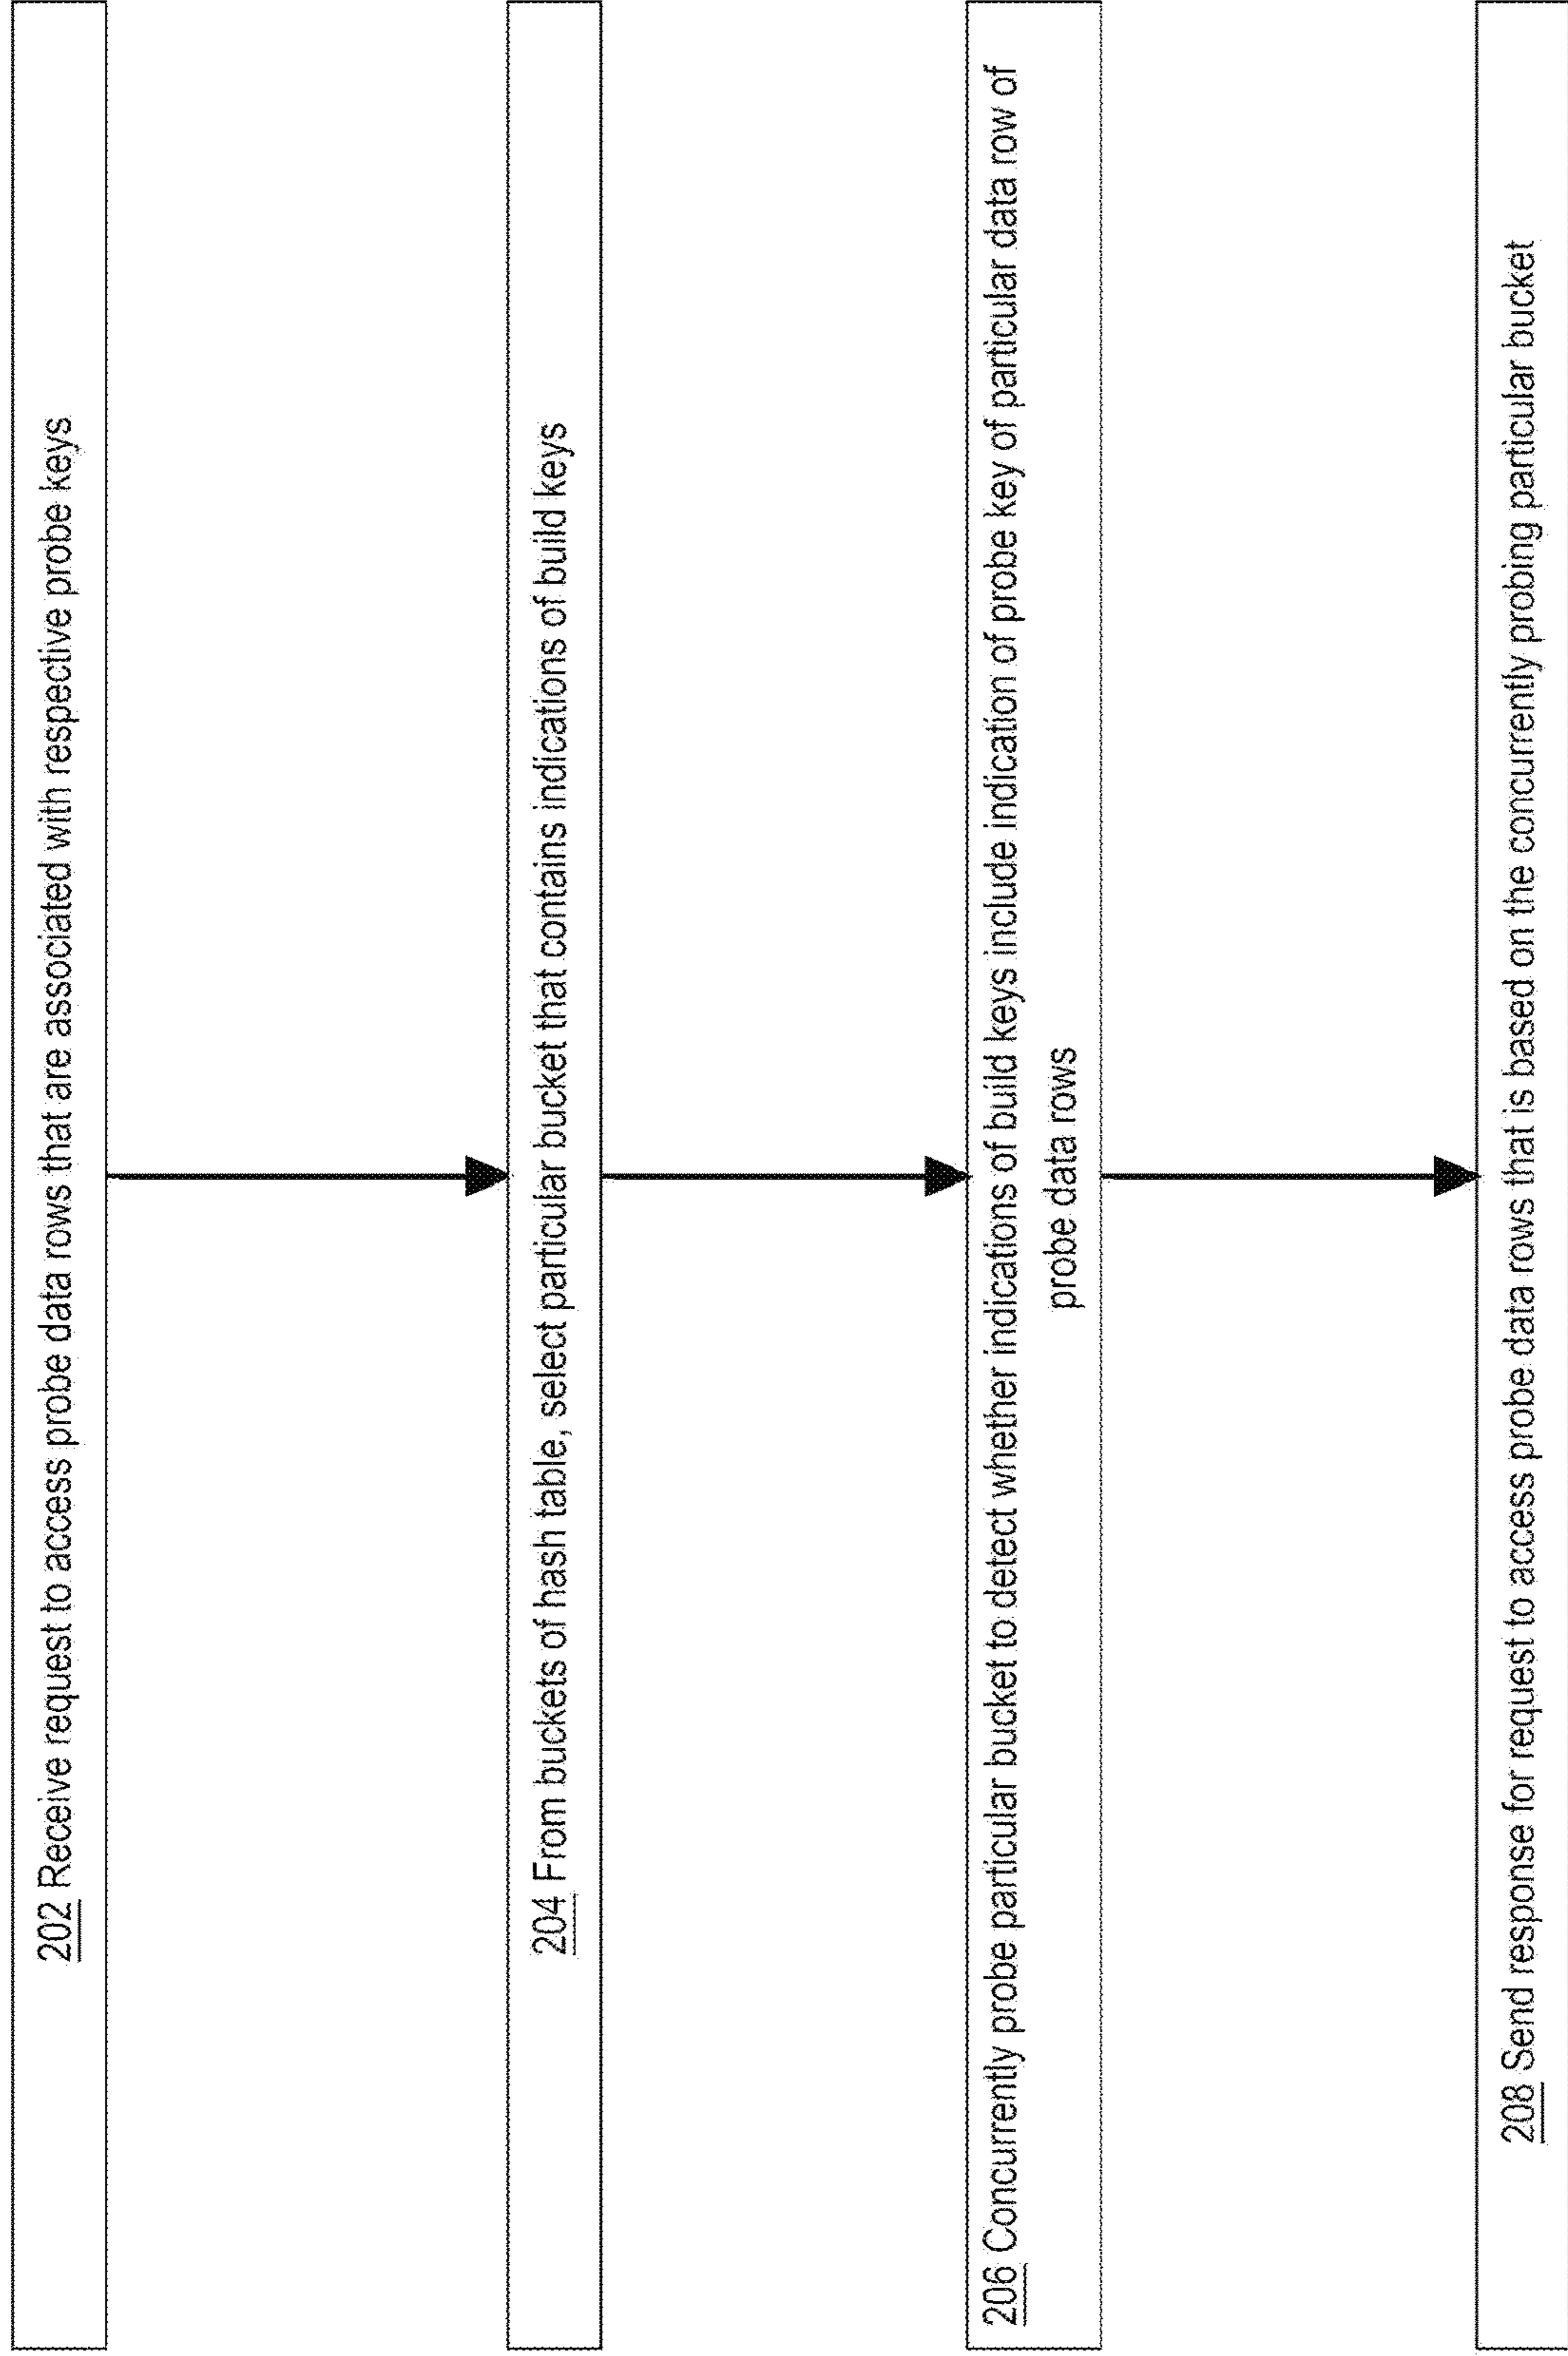 202 Receive request to access probe data rows that are associated with respective probe keys
204 From buckets of hash table, select particular bucket that contains indications of build keys
206 Concurrently probe particular bucket to detect whether indications of build keys include indication of probe key of particular data row of
probe data rows
208 Send response for request to access probe data rows that is based on the concurrently probing particular bucket